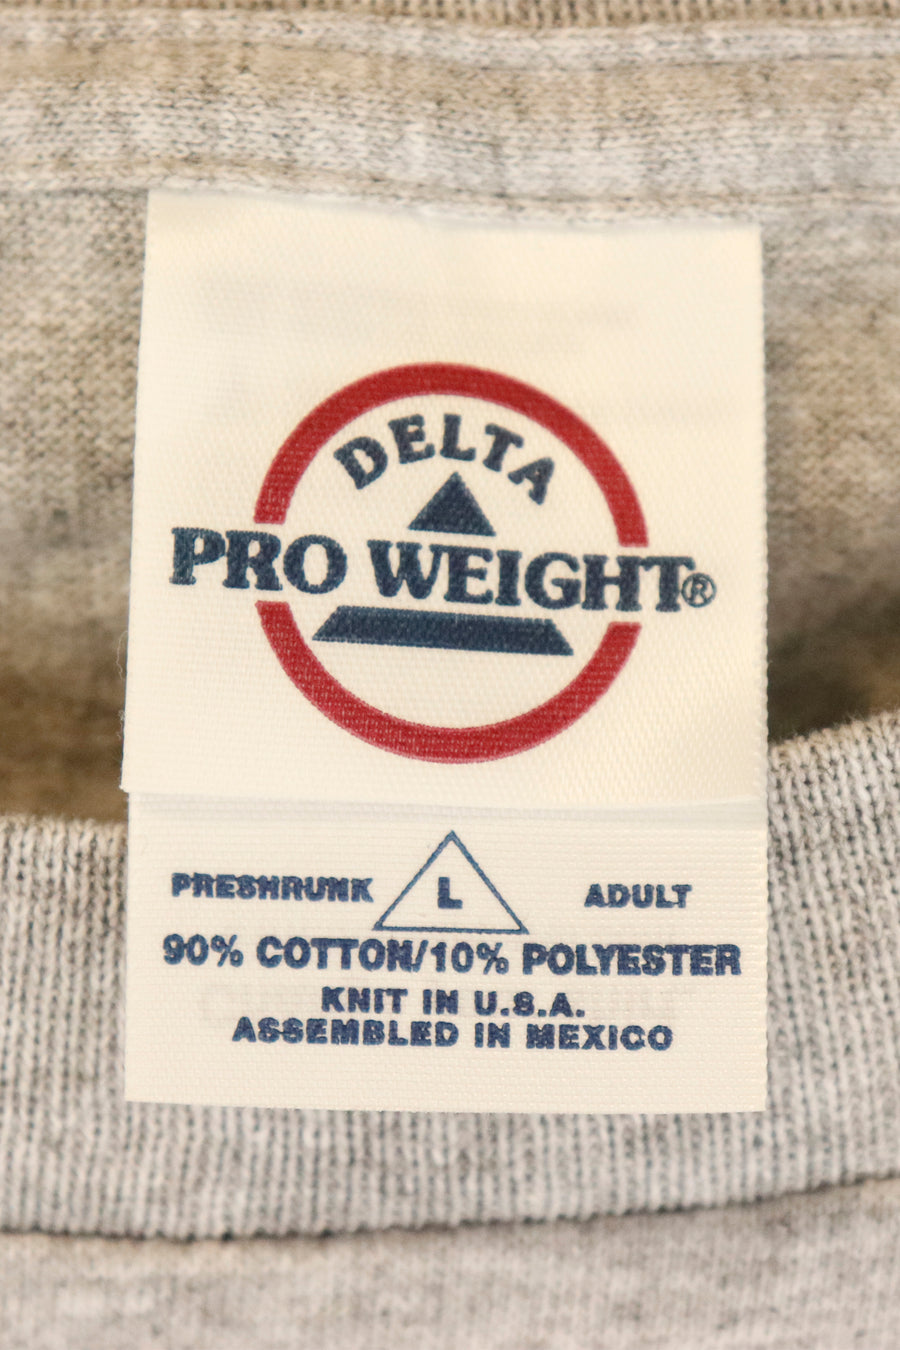 DELTA
PRO WEIGHT®
PRESHRUNK L ADULT
90% COTTON/10% POLYESTER
KNIT IN U.S.A.
ASSEMBLED IN MEXICO